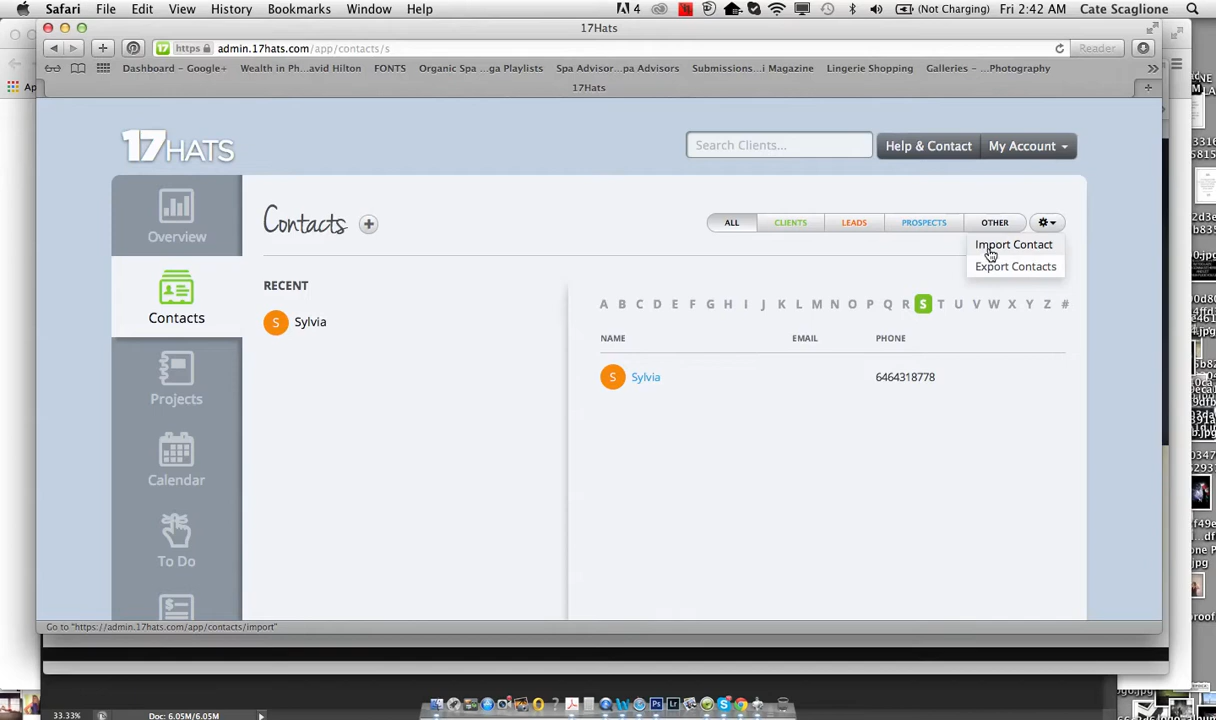 Safari File Edit View History Bookmarks Window Help 4 (Not Charging) Fri 2:42 AM Cate Scaglione
17Hats
https admin.17hats.com/app/contacts/s Reader
Dashboard - Google+ Wealth in Ph...avid Hilton FONTS Organic Spa ...ga Playlists Spa Advisor...pa Advisors Submissions...i Magazine Lingerie Shopping Galleries - ...Photography
17Hats
17HATS
Search Clients...
Help & Contact
My Account
Overview
Contacts
Projects
Calendar
To Do
Contacts
ALL CLIENTS LEADS PROSPECTS OTHER
Import Contact
Export Contacts
RECENT
S Sylvia
A B C D E F G H I J K L M N O P Q R S T U V W X Y Z #
NAME EMAIL PHONE
S Sylvia 6464318778
Go to "https://admin.17hats.com/app/contacts/import"
33.33% Doc: 6.05M/6.05M